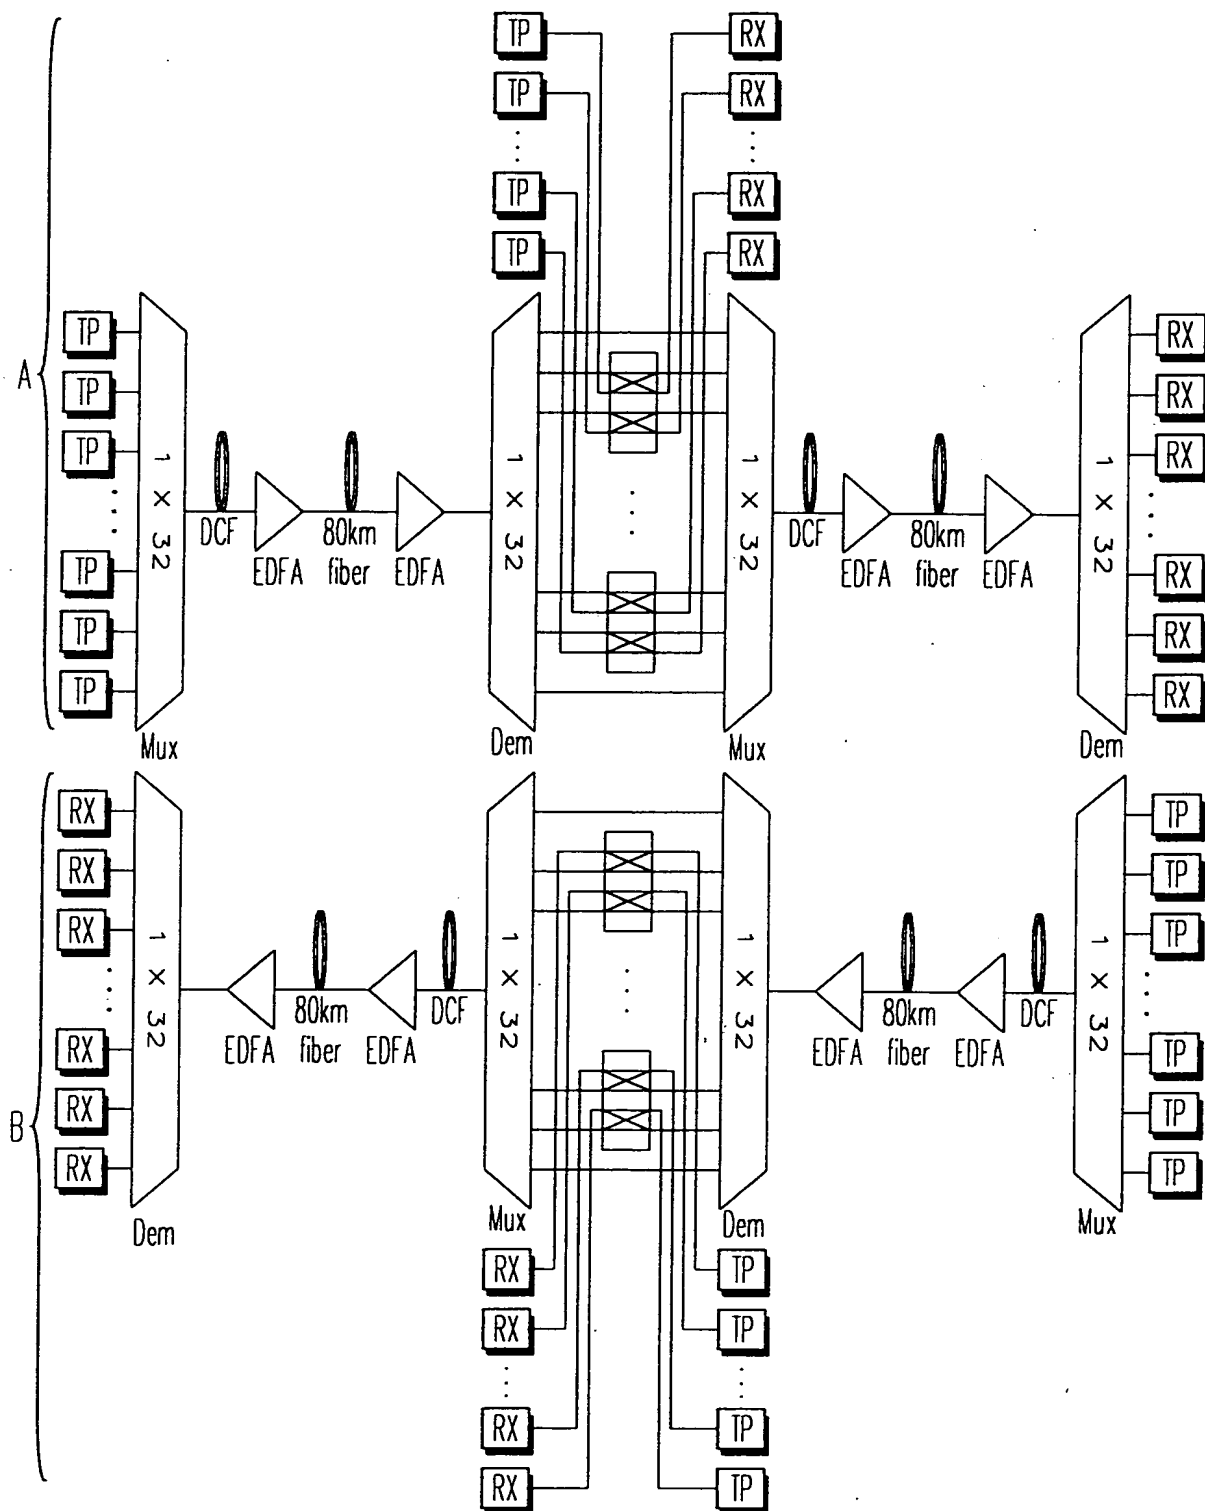 TP
RX
TP
RX
TP
RX
TP
RX
A
TP
TP
TP
TP
TP
TP
1 X 32
DCF
EDFA
80km
fiber
EDFA
1 X 32
1 X 32
DCF
EDFA
80km
fiber
EDFA
1 X 32
RX
RX
RX
RX
RX
RX
Mux
Dem
Mux
Dem
B
RX
RX
RX
RX
RX
RX
1 X 32
EDFA
80km
fiber
EDFA
DCF
1 X 32
1 X 32
EDFA
80km
fiber
EDFA
DCF
1 X 32
TP
TP
TP
TP
TP
TP
Dem
Mux
Dem
Mux
RX
TP
RX
TP
RX
TP
RX
TP